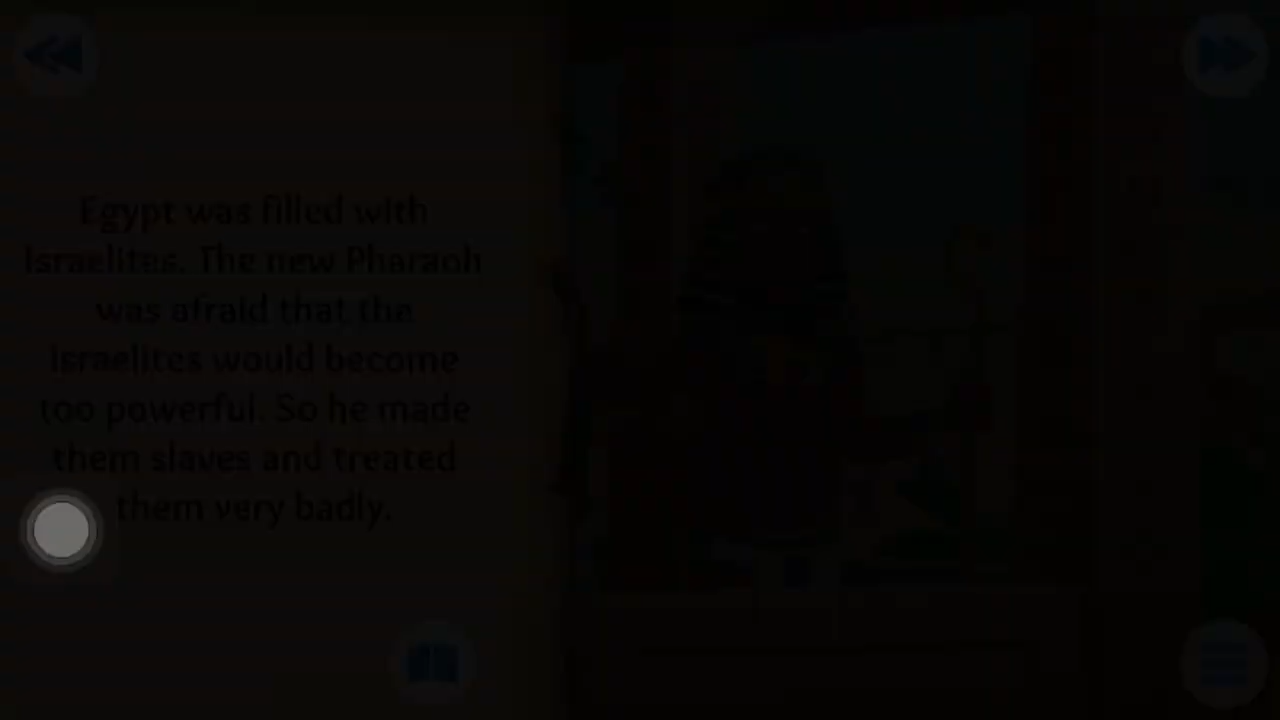 Egypt was filled with
Israelites. The new Pharaoh
was afraid that the
Israelites would become
too powerful. So he made
them slaves and treated
them very badly.